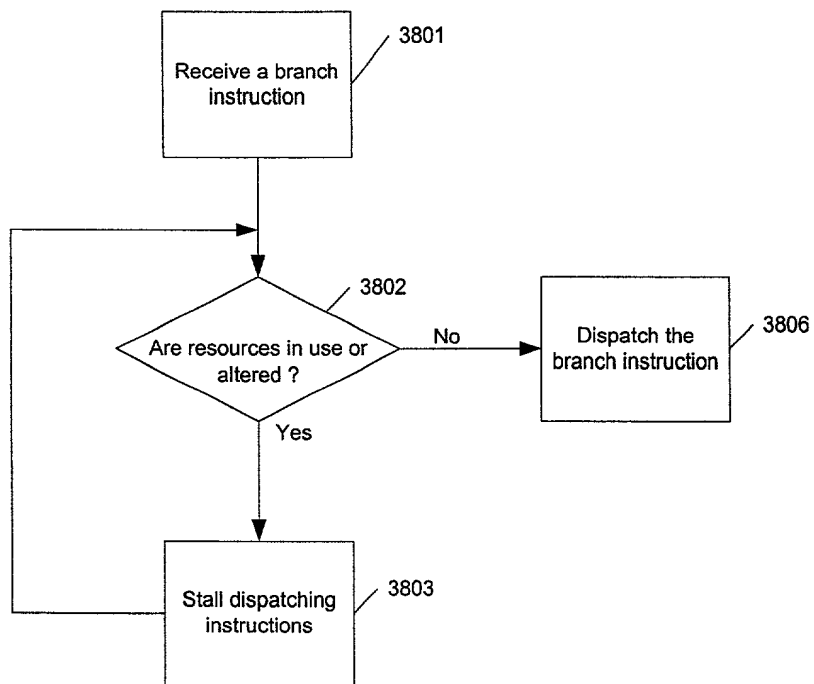 3801
Receive a branch
instruction
3802
Are resources in use or
altered ?
No
Dispatch the
branch instruction
3806
Yes
Stall dispatching
instructions
3803